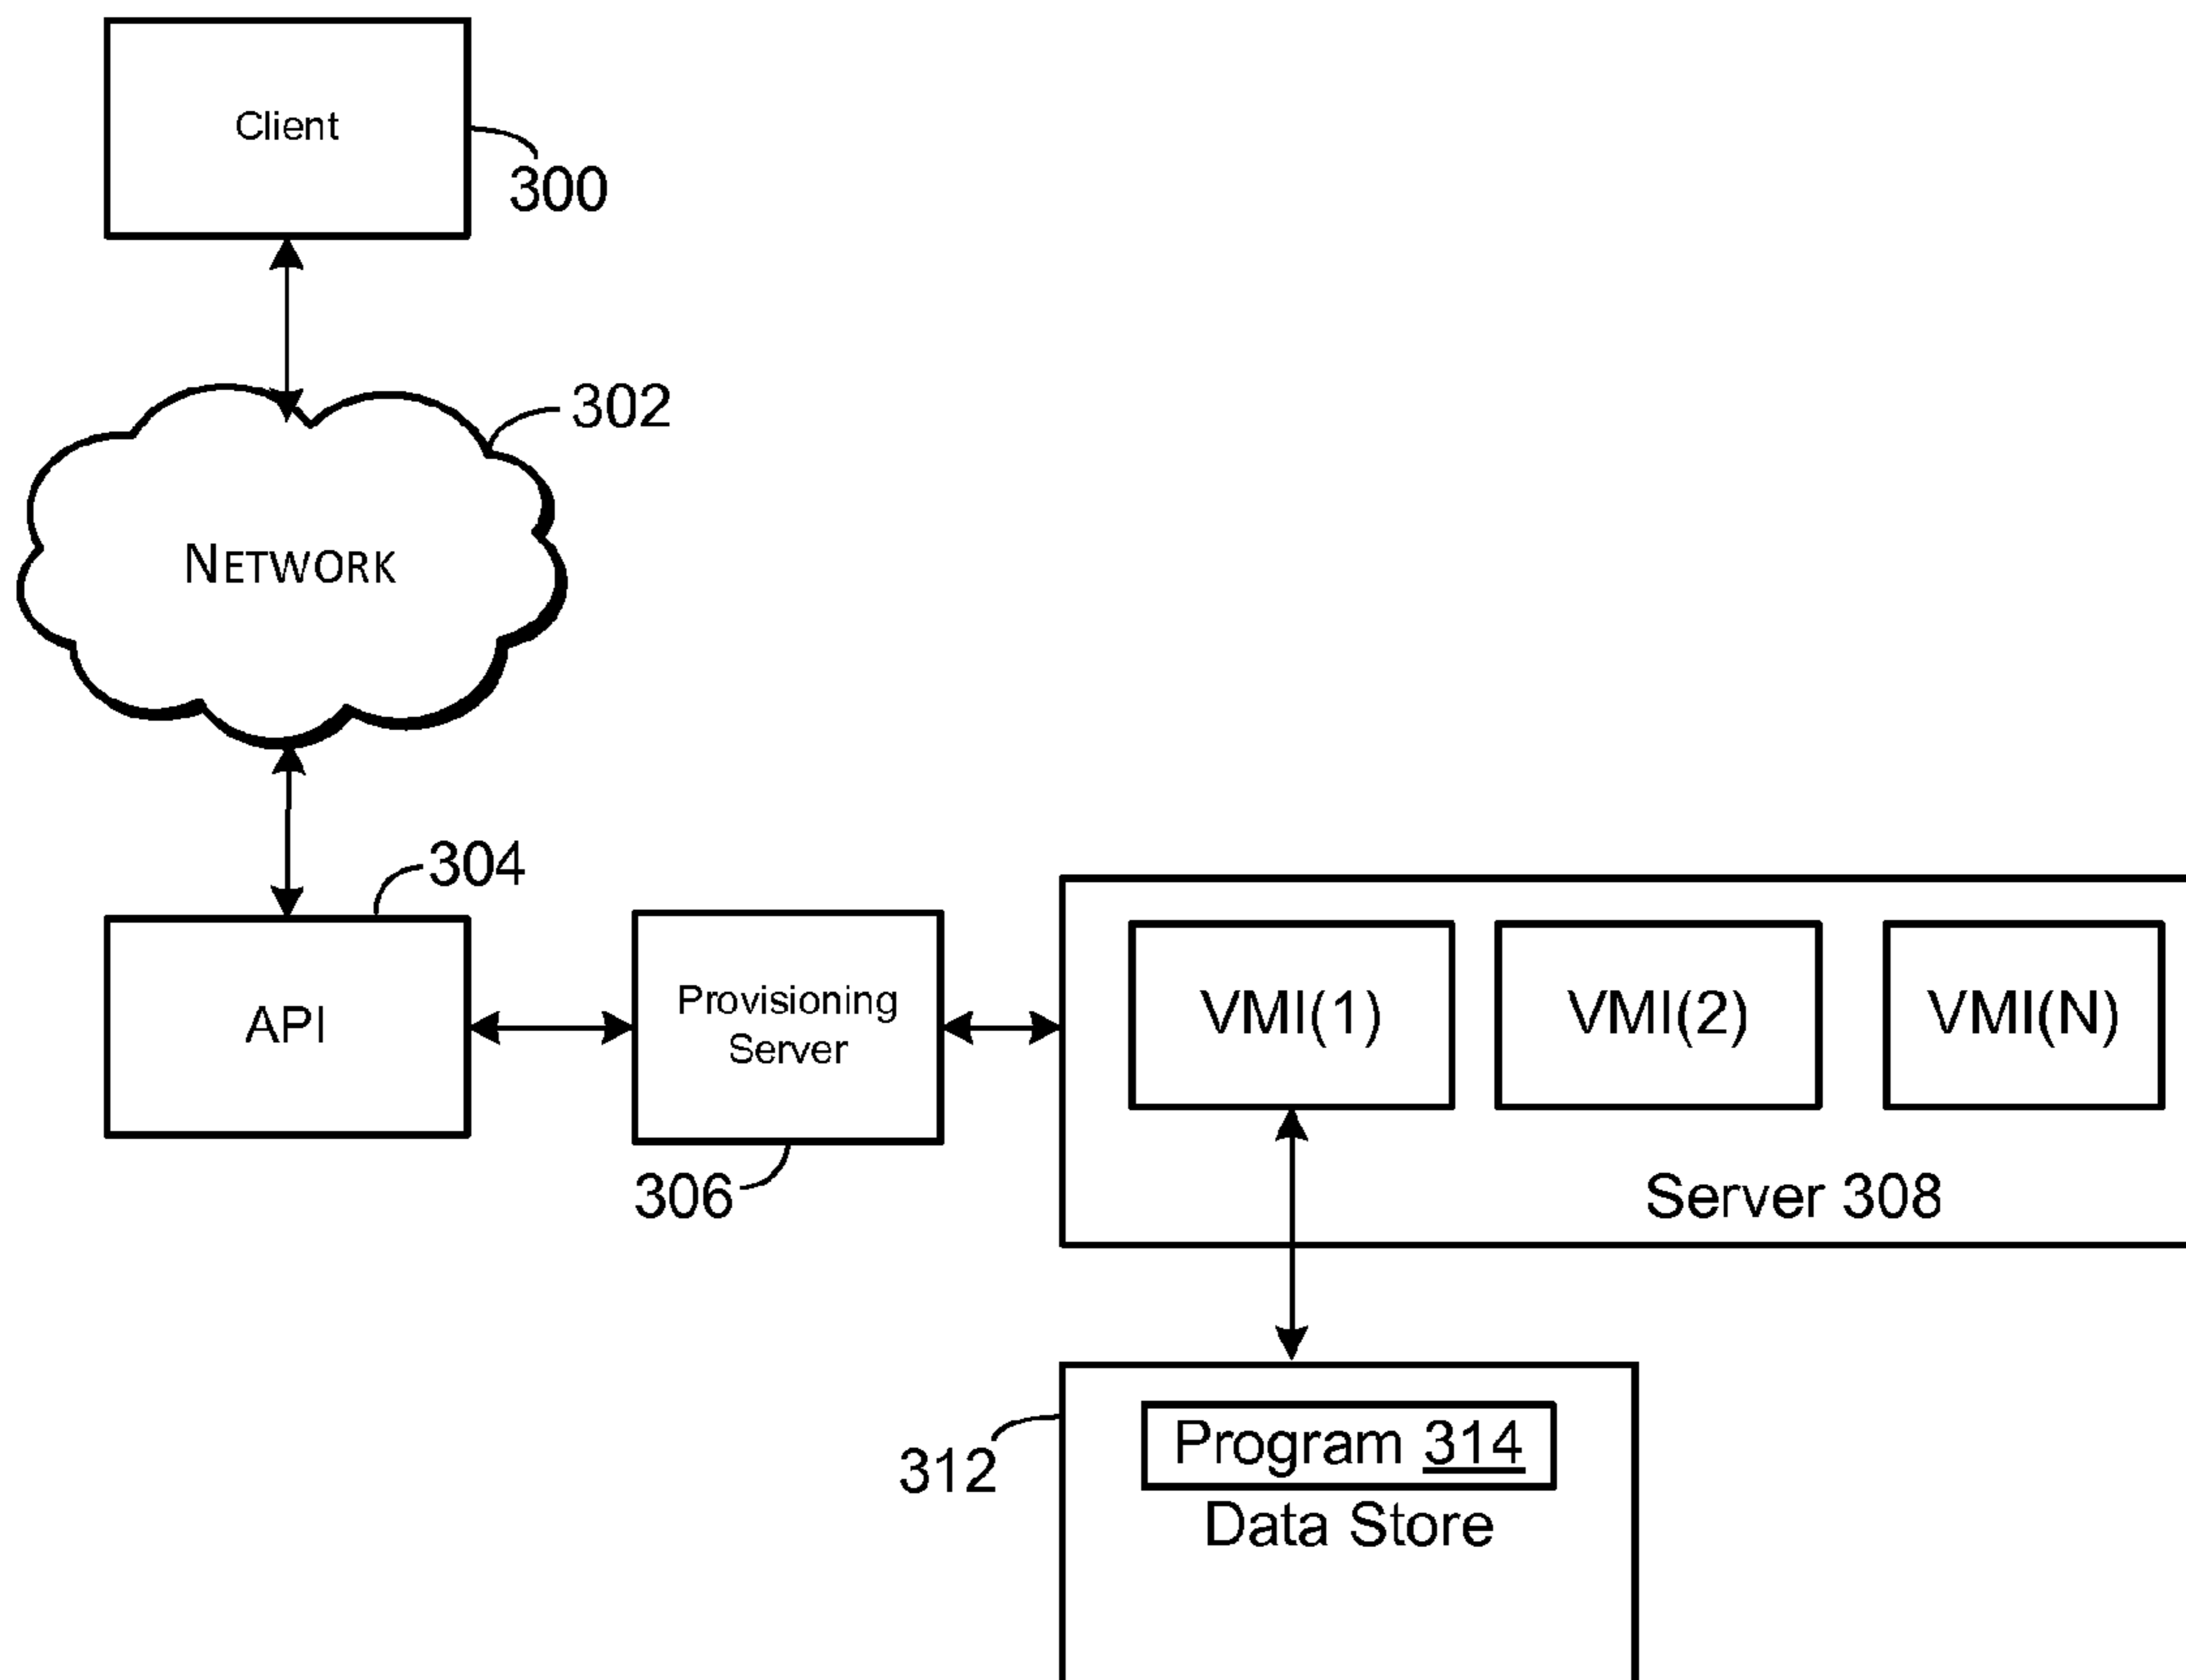 Client
300
302
NETWORK
304
API
Provisioning
Server
306
VMI(1)
VMI(2)
VMI(N)
Server 308
312
Program 314
Data Store